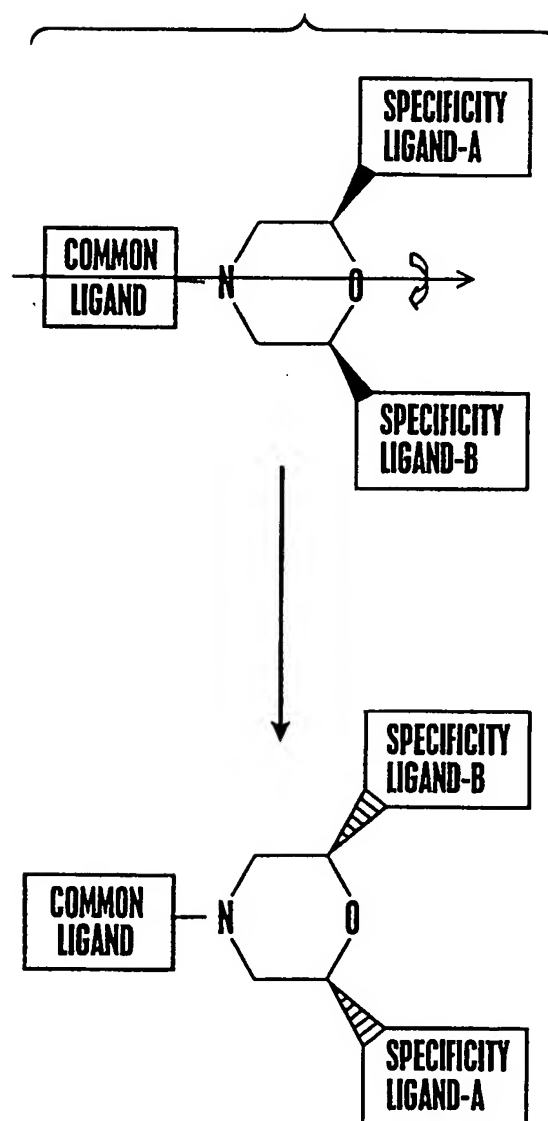 SPECIFICITY
LIGAND-A
COMMON
LIGAND
N
O
SPECIFICITY
LIGAND-B
SPECIFICITY
LIGAND-B
COMMON
LIGAND
N
O
SPECIFICITY
LIGAND-A